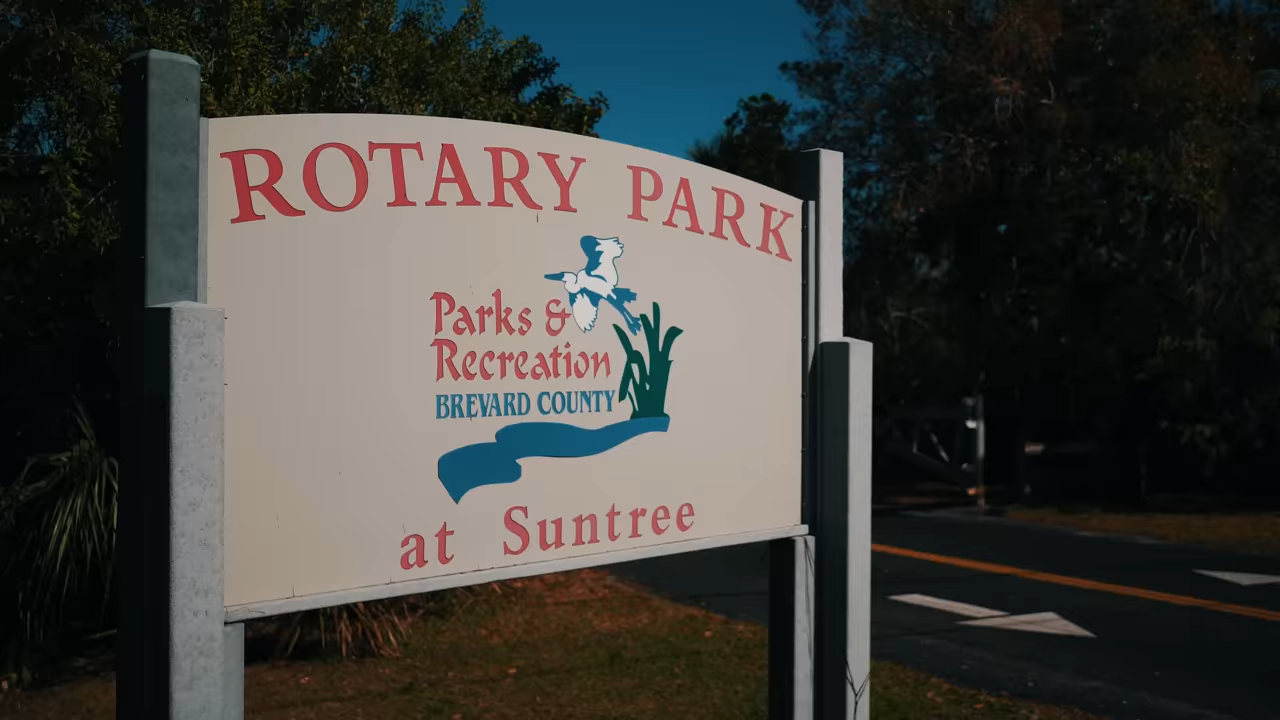 ROTARY PARK
Parks &
Recreation
BREVARD COUNTY
at Suntree